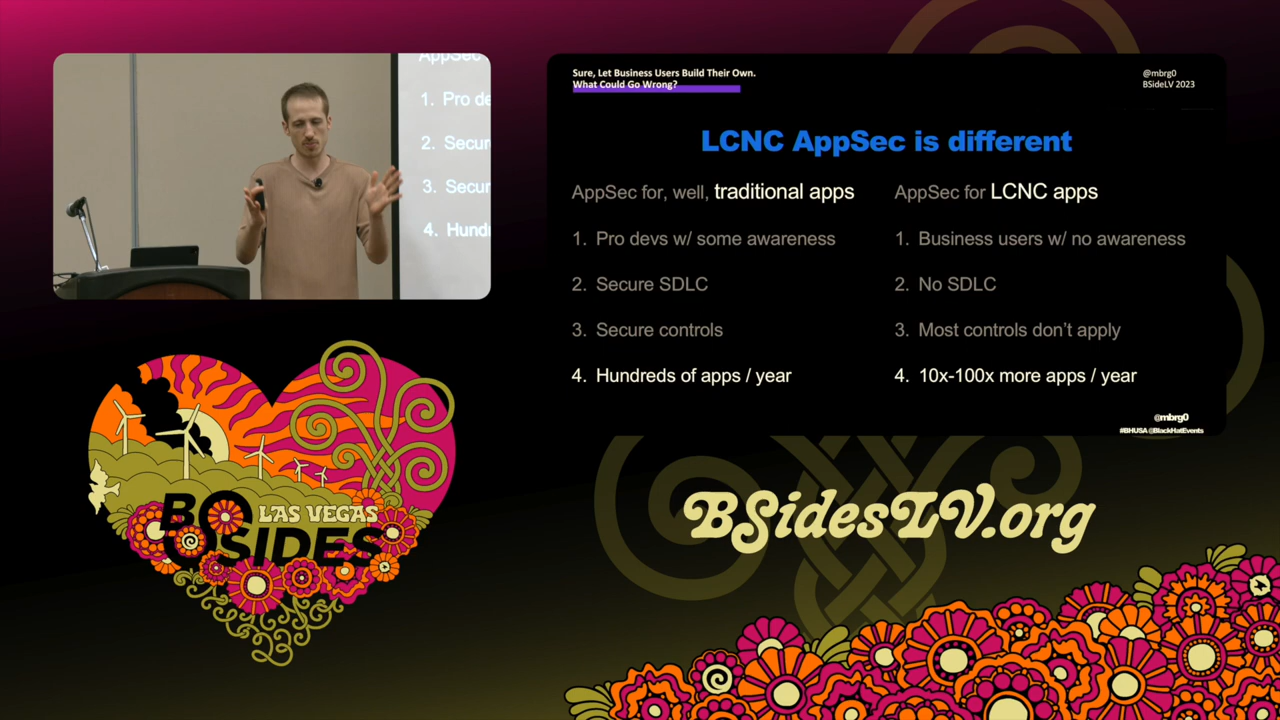 AppSec
1. Pro de
2. Secur
3. Secur
4. Hund
Sure, Let Business Users Build Their Own.
What Could Go Wrong?
@mbrg0
BSideLV 2023
LCNC AppSec is different
AppSec for, well, traditional apps
1. Pro devs w/ some awareness
2. Secure SDLC
3. Secure controls
4. Hundreds of apps / year
AppSec for LCNC apps
1. Business users w/ no awareness
2. No SDLC
3. Most controls don’t apply
4. 10x-100x more apps / year
@mbrg0
#BHUSA @BlackHatEvents
LAS VEGAS
BSIDES
23
BSidesLV.org